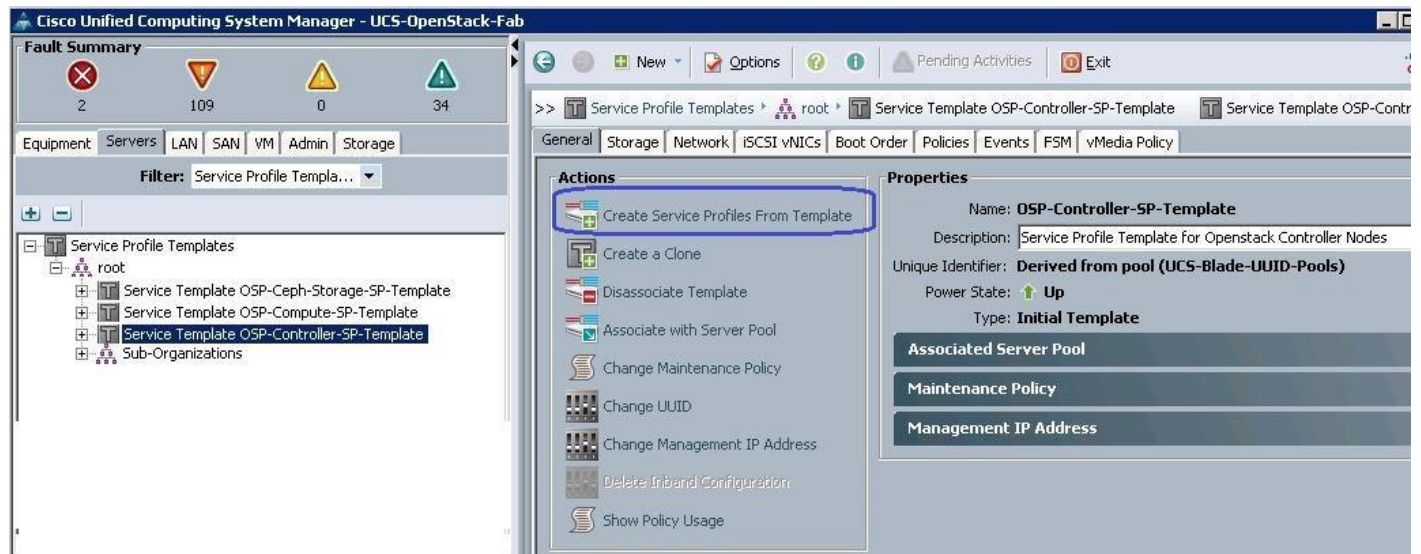 Cisco Unified Computing System Manager - UCS-OpenStack-Fab
Fault Summary
2 109 0 34
Equipment Servers LAN SAN VM Admin Storage
Filter: Service Profile Templa...
Service Profile Templates
root
Service Template OSP-Ceph-Storage-SP-Template
Service Template OSP-Compute-SP-Template
Service Template OSP-Controller-SP-Template
Sub-Organizations
New Options Pending Activities Exit
>> Service Profile Templates root Service Template OSP-Controller-SP-Template Service Template OSP-Contr
General Storage Network iSCSI vNICs Boot Order Policies Events FSM vMedia Policy
Actions
Create Service Profiles From Template
Create a Clone
Disassociate Template
Associate with Server Pool
Change Maintenance Policy
Change UUID
Change Management IP Address
Delete Inband Configuration
Show Policy Usage
Properties
Name: OSP-Controller-SP-Template
Description: Service Profile Template for Openstack Controller Nodes
Unique Identifier: Derived from pool (UCS-Blade-UUID-Pools)
Power State: Up
Type: Initial Template
Associated Server Pool
Maintenance Policy
Management IP Address